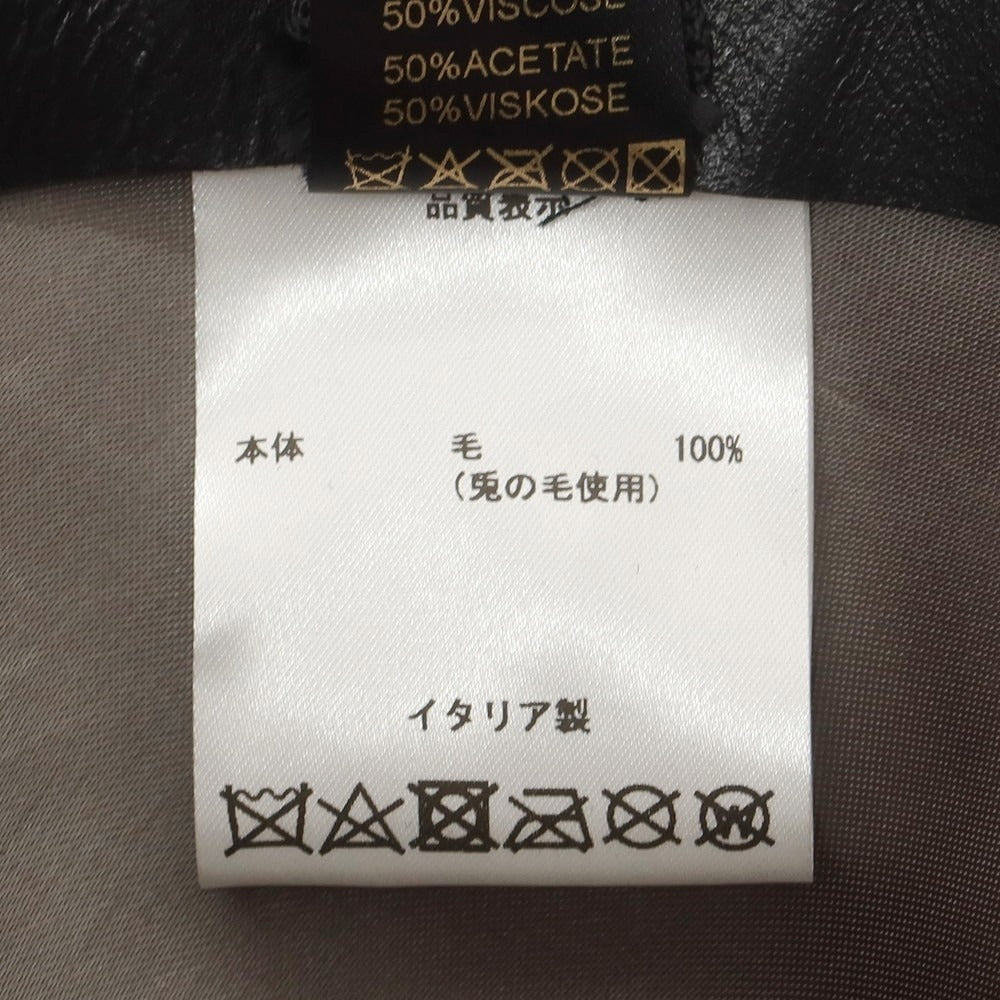 50%VISCOSE
50%ACETATE
50%VISKOSE
品質表示
本体 毛 100%
(兎の毛使用)
イタリア製
W